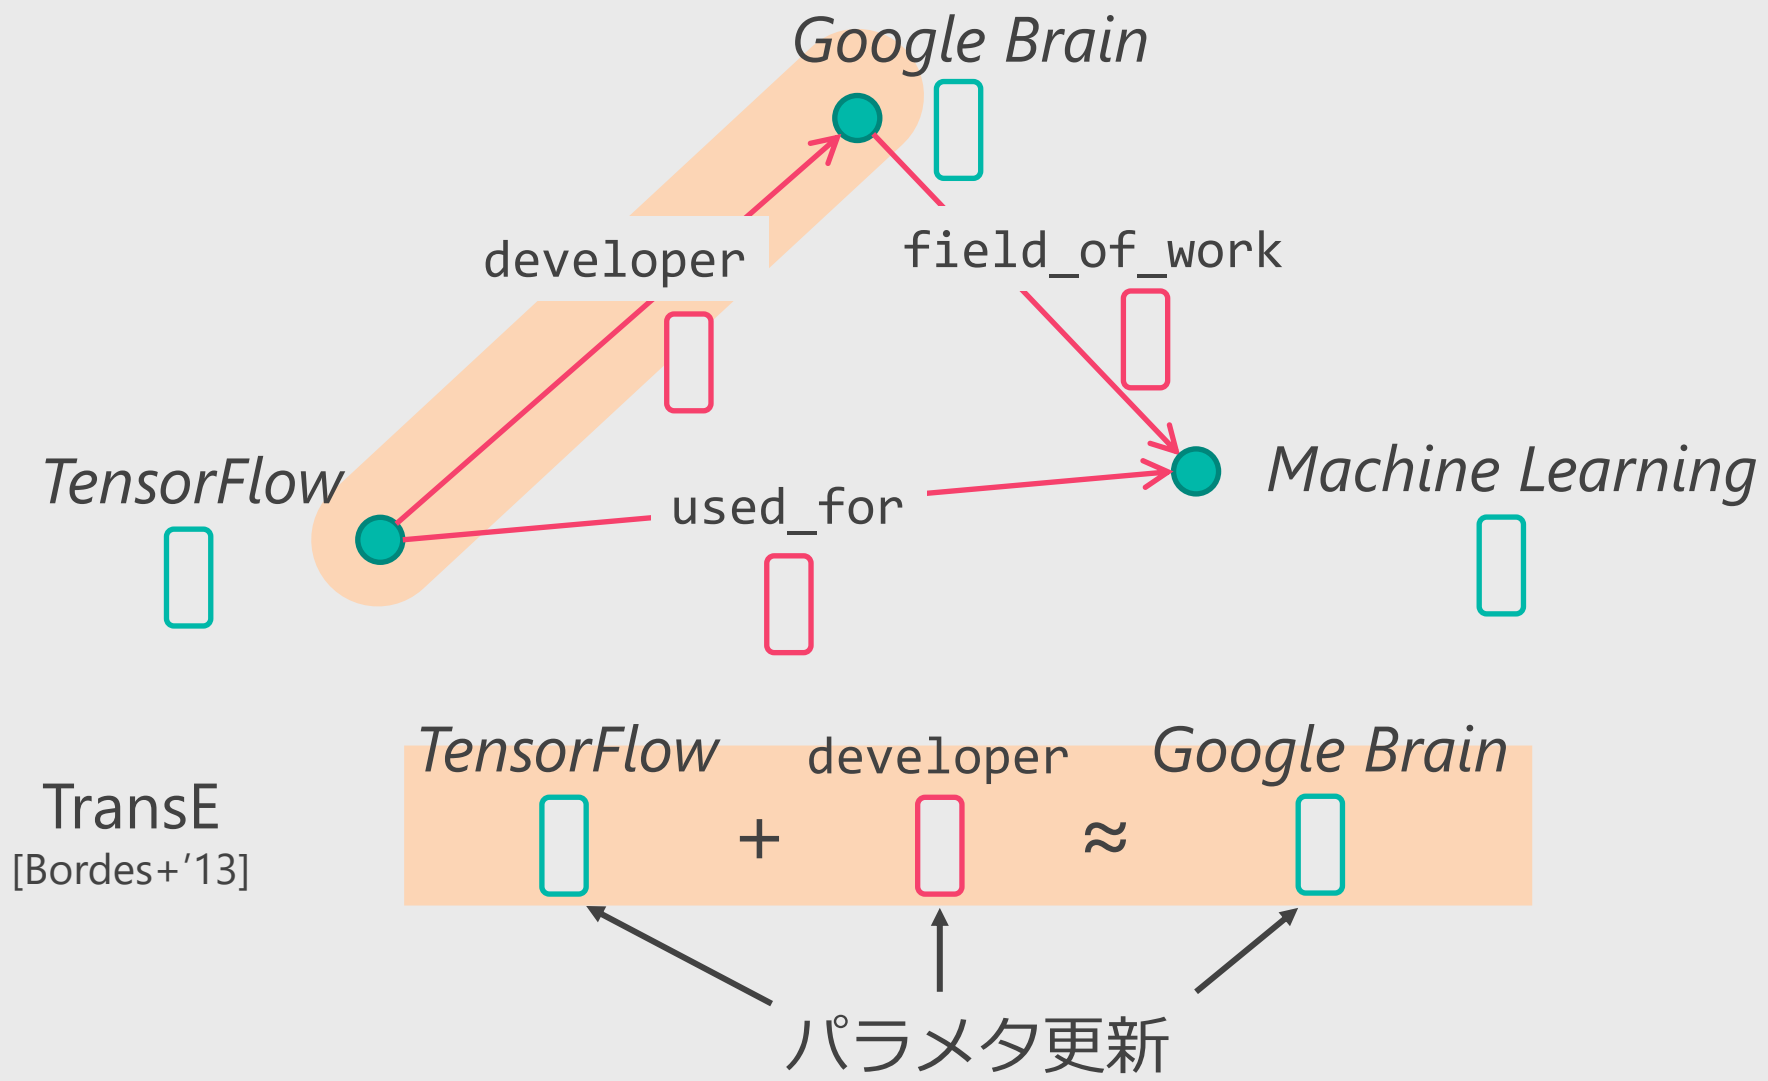 Google Brain
developer
field_of_work
TensorFlow
used_for
Machine Learning
TensorFlow + developer ≈ Google Brain
TransE
[Bordes+'13]
パラメタ更新